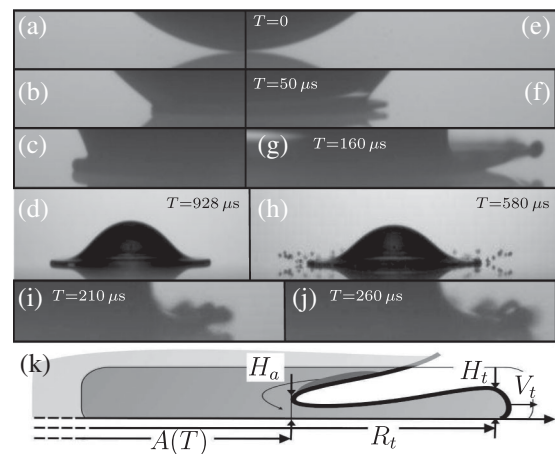 (a) T=0 (e)
(b) T=50 μs (f)
(c) (g) T=160 μs
(d) T=928 μs (h) T=580 μs
(i) T=210 μs (j) T=260 μs
(k) H_a H_t V_t
A(T) R_t